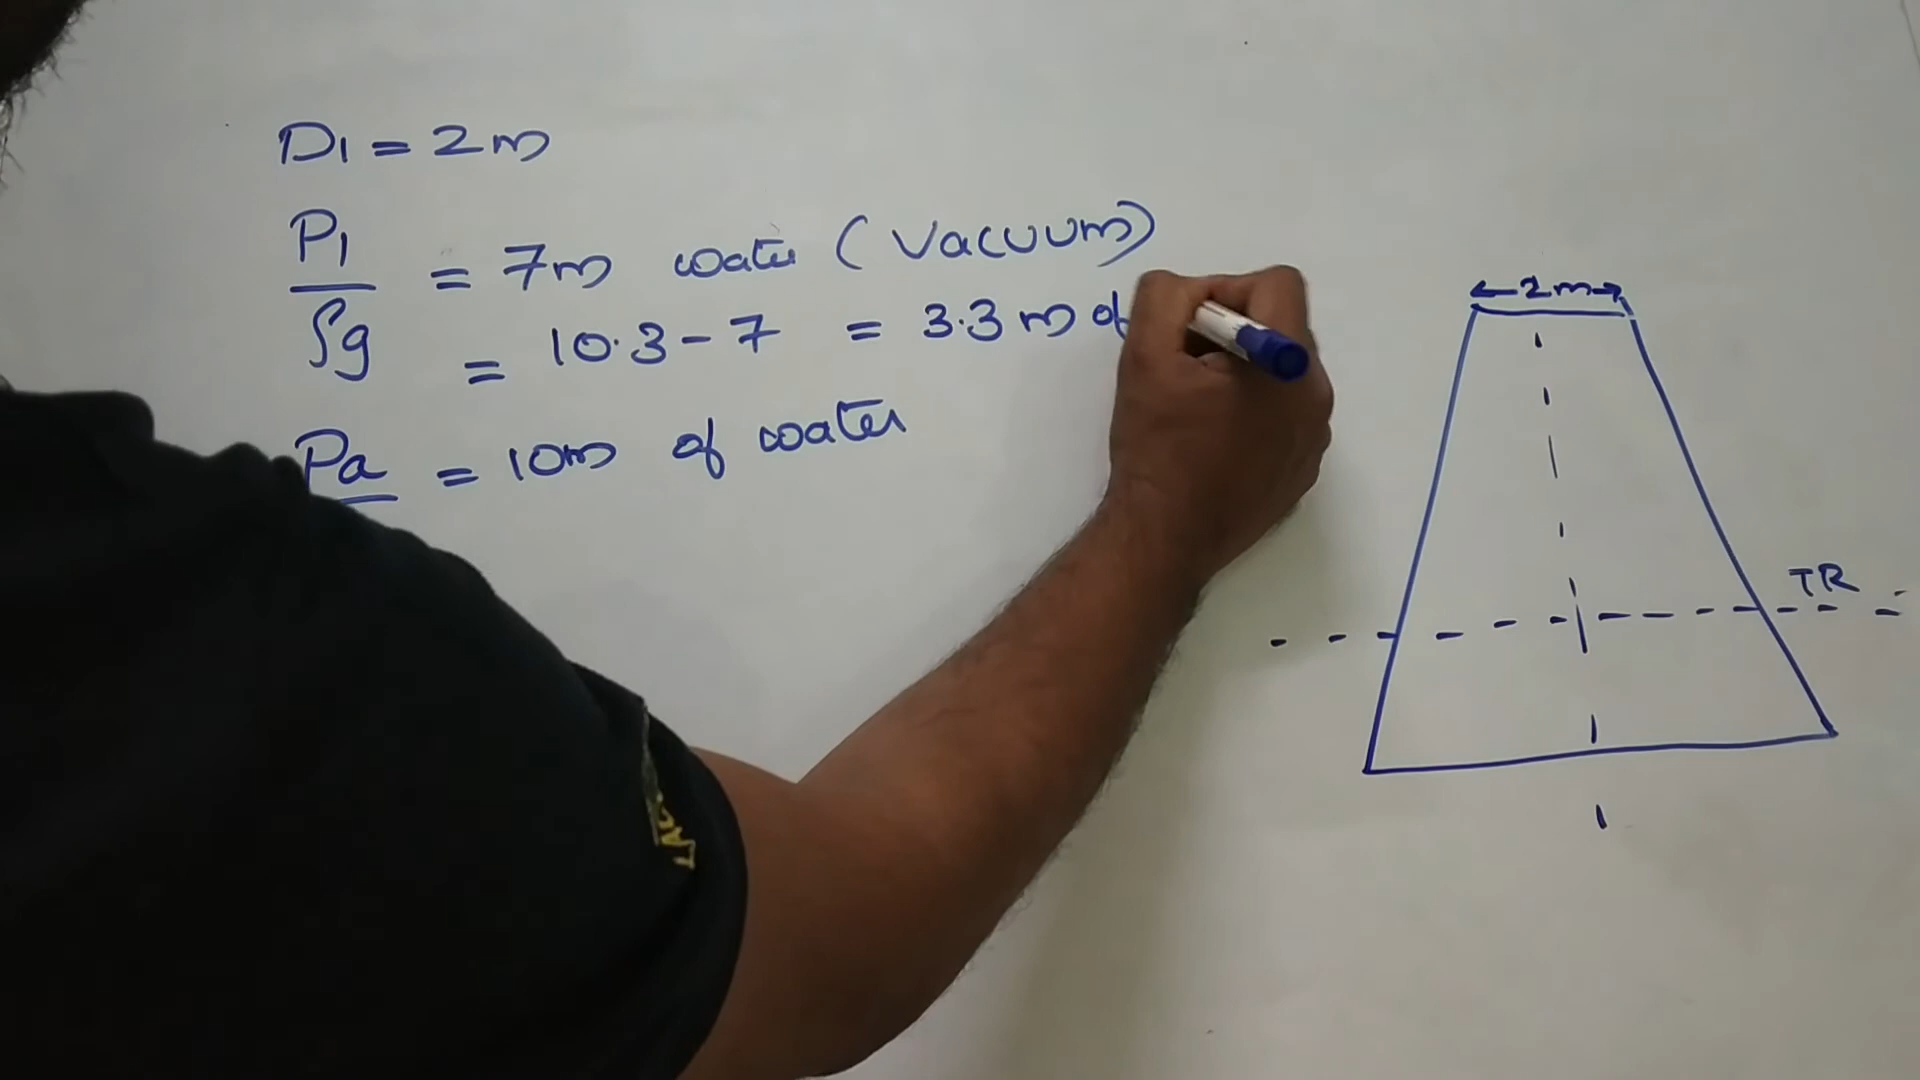 D1 = 2m
P1/ρg = 7m water (Vacuum)
= 10.3 - 7 = 3.3 m of
Pa = 10m of water
2m
TR